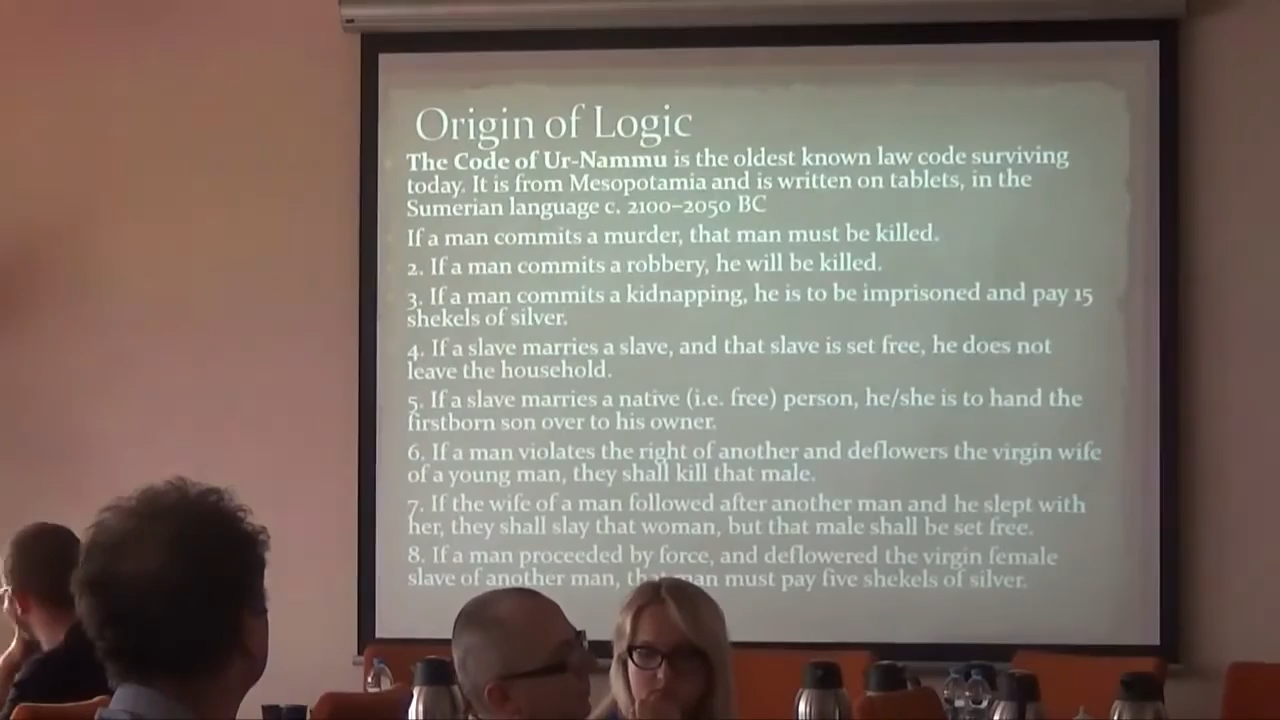 Origin of Logic
The Code of Ur-Nammu is the oldest known law code surviving
today. It is from Mesopotamia and is written on tablets, in the
Sumerian language c. 2100–2050 BC
If a man commits a murder, that man must be killed.
2. If a man commits a robbery, he will be killed.
3. If a man commits a kidnapping, he is to be imprisoned and pay 15
shekels of silver.
4. If a slave marries a slave, and that slave is set free, he does not
leave the household.
5. If a slave marries a native (i.e. free) person, he/she is to hand the
firstborn son over to his owner.
6. If a man violates the right of another and deflowers the virgin wife
of a young man, they shall kill that male.
7. If the wife of a man followed after another man and he slept with
her, they shall slay that woman, but that male shall be set free.
8. If a man proceeded by force, and deflowered the virgin female
slave of another man, that man must pay five shekels of silver.